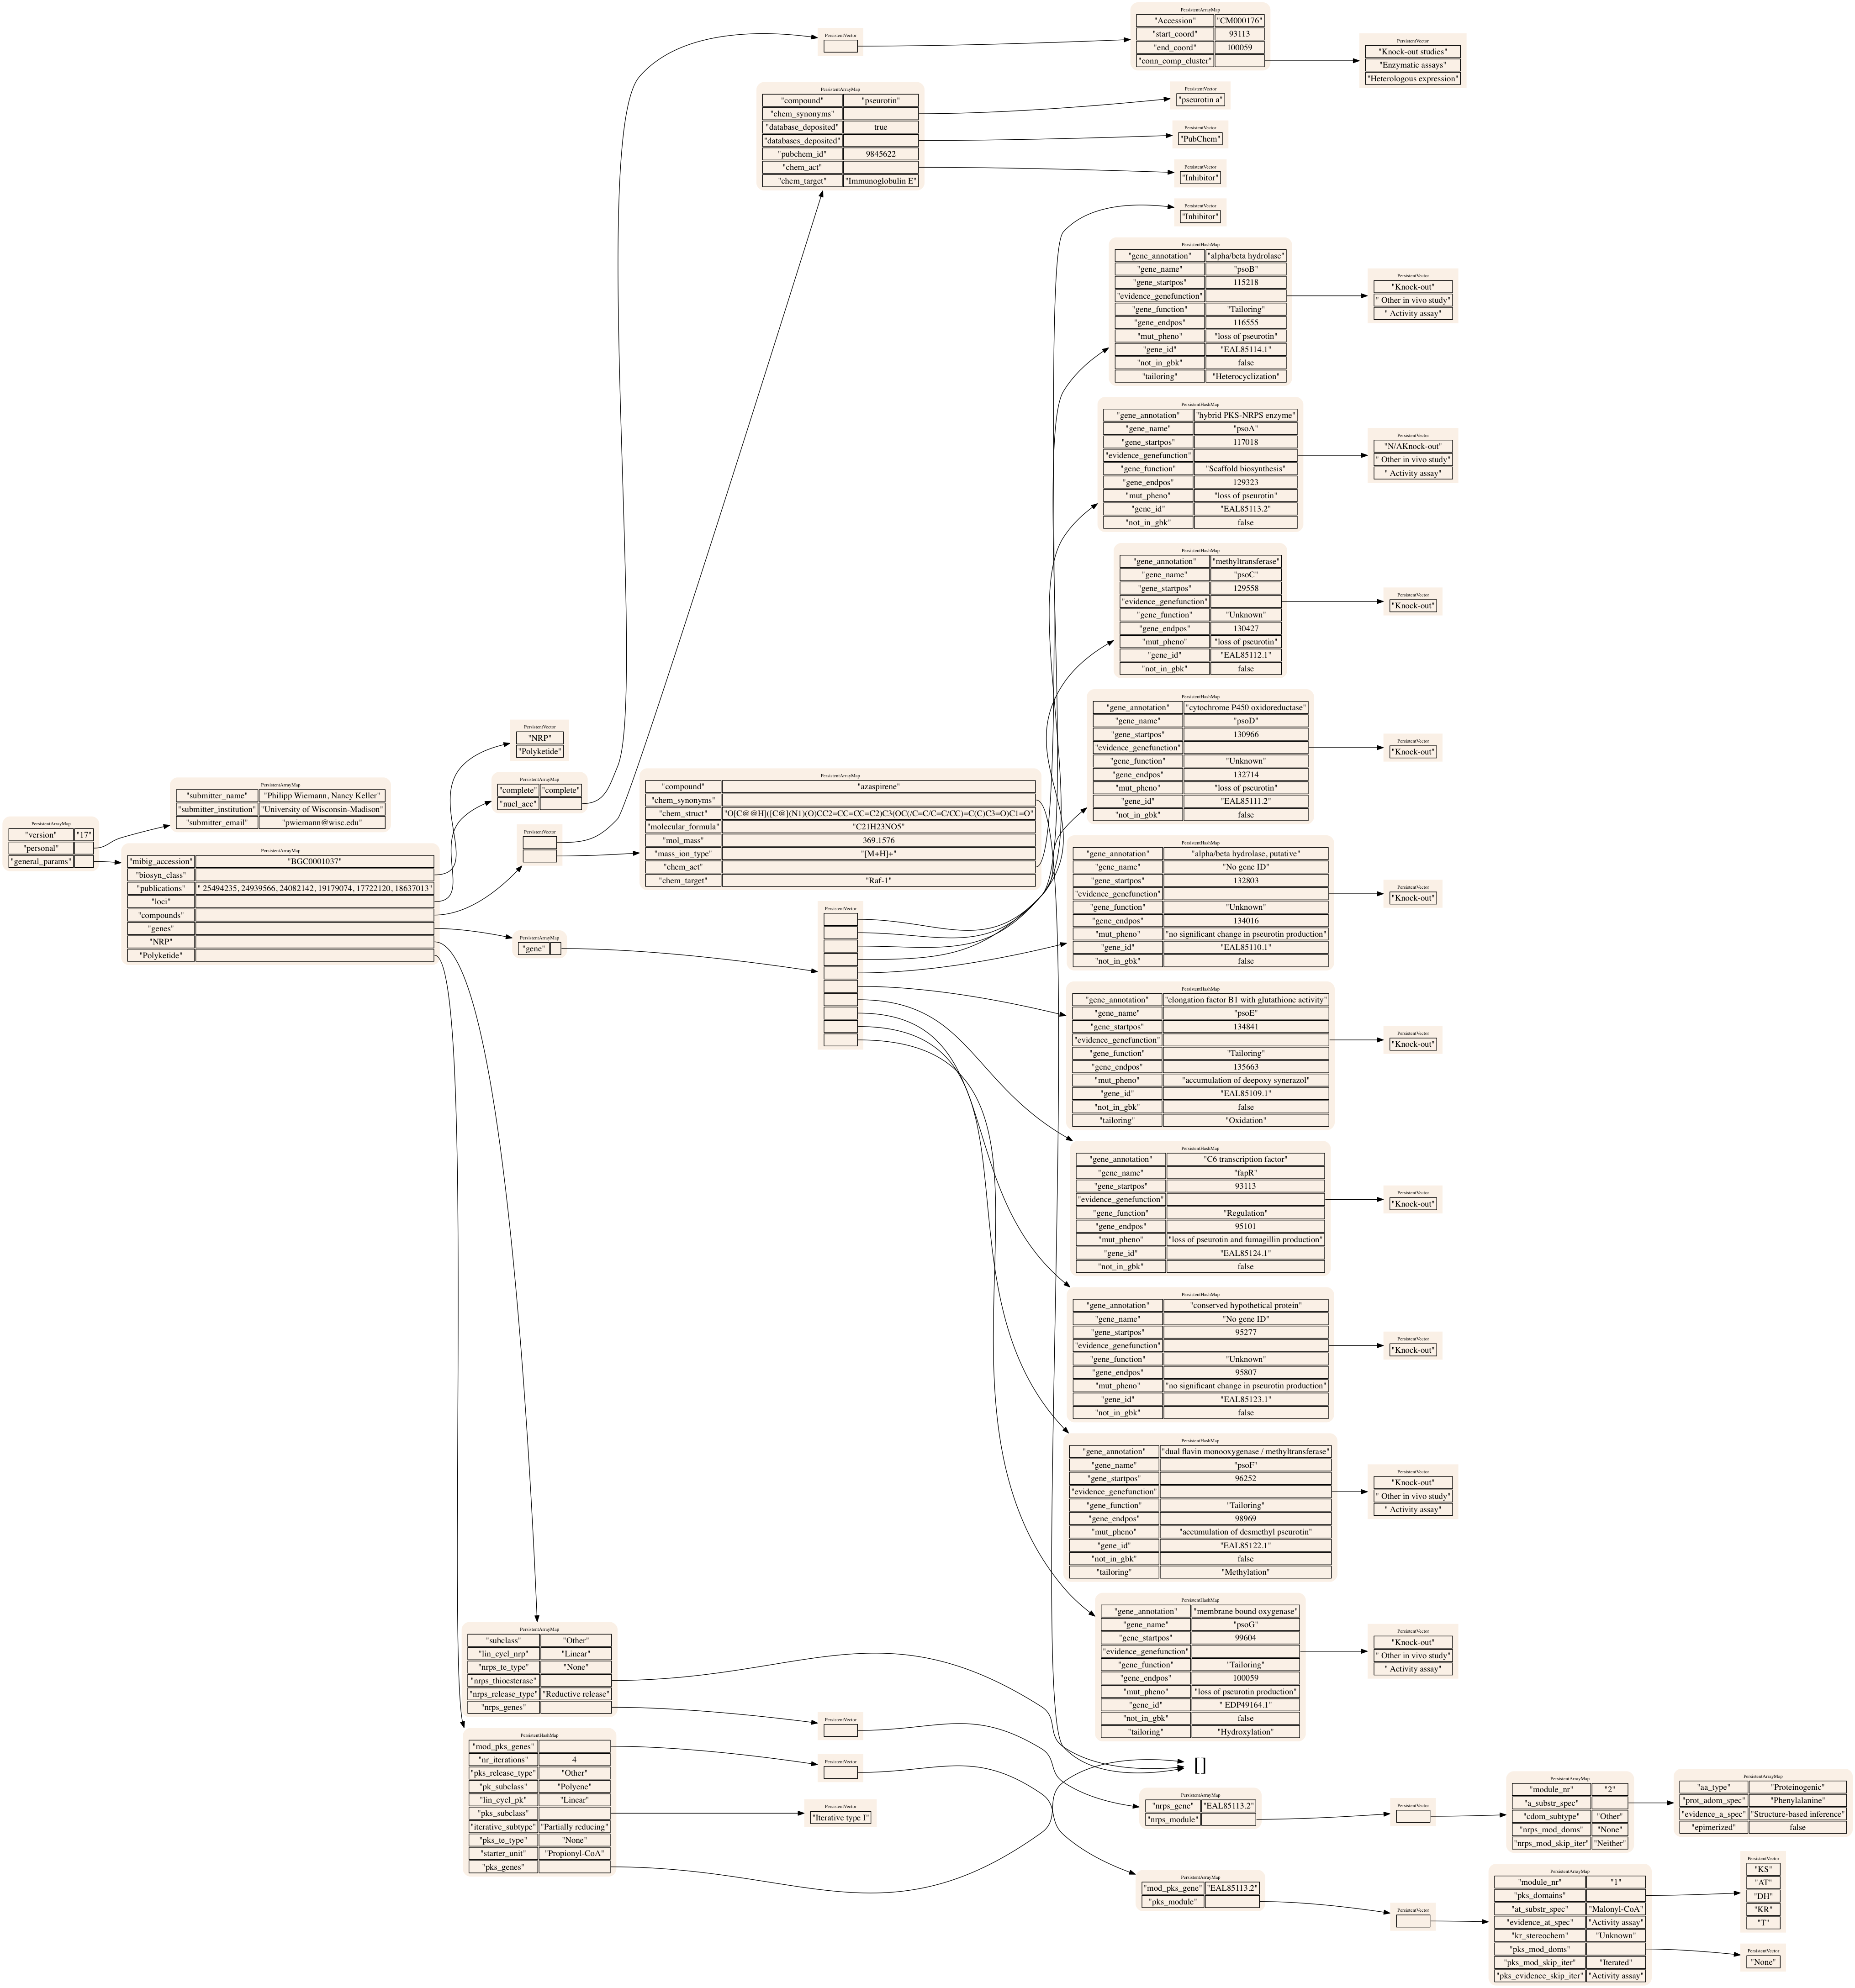 PersistentArrayMap
"version" "17"
"personal"
"general_params"
PersistentArrayMap
"submitter_name" "Philipp Wiemann, Nancy Keller"
"submitter_institution" "University of Wisconsin-Madison"
"submitter_email" "pwiemann@wisc.edu"
PersistentArrayMap
"mibig_accession" "BGC0001037"
"biosyn_class"
"publications" " 25494235, 24939566, 24082142, 19179074, 17722120, 18637013"
"loci"
"compounds"
"genes"
"NRP"
"Polyketide"
PersistentVector
"NRP"
"Polyketide"
PersistentArrayMap
"complete" "complete"
"nucl_acc"
PersistentVector
PersistentArrayMap
"gene"
PersistentArrayMap
"subclass" "Other"
"lin_cycl_nrp" "Linear"
"nrps_te_type" "None"
"nrps_thioesterase"
"nrps_release_type" "Reductive release"
"nrps_genes"
PersistentHashMap
"mod_pks_genes"
"nr_iterations" 4
"pks_release_type" "Other"
"pk_subclass" "Polyene"
"lin_cycl_pk" "Linear"
"pks_subclass"
"iterative_subtype" "Partially reducing"
"pks_te_type" "None"
"starter_unit" "Propionyl-CoA"
"pks_genes"
PersistentVector
PersistentArrayMap
"compound" "pseurotin"
"chem_synonyms"
"database_deposited" true
"databases_deposited"
"pubchem_id" 9845622
"chem_act"
"chem_target" "Immunoglobulin E"
PersistentArrayMap
"compound" "azaspirene"
"chem_synonyms"
"chem_struct" "O[C@@H]([C@](N1)(O)CC2=CC=CC=C2)C3(OC(/C=C/C=C/CC)=C(C)C3=O)C1=O"
"molecular_formula" "C21H23NO5"
"mol_mass" 369.1576
"mass_ion_type" "[M+H]+"
"chem_act"
"chem_target" "Raf-1"
PersistentVector
PersistentVector
PersistentVector
PersistentVector
"Iterative type I"
PersistentArrayMap
"Accession" "CM000176"
"start_coord" 93113
"end_coord" 100059
"conn_comp_cluster"
PersistentVector
"Knock-out studies"
"Enzymatic assays"
"Heterologous expression"
PersistentVector
"pseurotin a"
PersistentVector
"PubChem"
PersistentVector
"Inhibitor"
PersistentVector
"Inhibitor"
PersistentHashMap
"gene_annotation" "alpha/beta hydrolase"
"gene_name" "psoB"
"gene_startpos" 115218
"evidence_genefunction"
"gene_function" "Tailoring"
"gene_endpos" 116555
"mut_pheno" "loss of pseurotin"
"gene_id" "EAL85114.1"
"not_in_gbk" false
"tailoring" "Heterocyclization"
PersistentVector
"Knock-out"
" Other in vivo study"
" Activity assay"
PersistentHashMap
"gene_annotation" "hybrid PKS-NRPS enzyme"
"gene_name" "psoA"
"gene_startpos" 117018
"evidence_genefunction"
"gene_function" "Scaffold biosynthesis"
"gene_endpos" 129323
"mut_pheno" "loss of pseurotin"
"gene_id" "EAL85113.2"
"not_in_gbk" false
PersistentVector
"N/AKnock-out"
" Other in vivo study"
" Activity assay"
PersistentHashMap
"gene_annotation" "methyltransferase"
"gene_name" "psoC"
"gene_startpos" 129558
"evidence_genefunction"
"gene_function" "Unknown"
"gene_endpos" 130427
"mut_pheno" "loss of pseurotin"
"gene_id" "EAL85112.1"
"not_in_gbk" false
PersistentVector
"Knock-out"
PersistentHashMap
"gene_annotation" "cytochrome P450 oxidoreductase"
"gene_name" "psoD"
"gene_startpos" 130966
"evidence_genefunction"
"gene_function" "Unknown"
"gene_endpos" 132714
"mut_pheno" "loss of pseurotin"
"gene_id" "EAL85111.2"
"not_in_gbk" false
PersistentVector
"Knock-out"
PersistentHashMap
"gene_annotation" "alpha/beta hydrolase, putative"
"gene_name" "No gene ID"
"gene_startpos" 132803
"evidence_genefunction"
"gene_function" "Unknown"
"gene_endpos" 134016
"mut_pheno" "no significant change in pseurotin production"
"gene_id" "EAL85110.1"
"not_in_gbk" false
PersistentVector
"Knock-out"
PersistentHashMap
"gene_annotation" "elongation factor B1 with glutathione activity"
"gene_name" "psoE"
"gene_startpos" 134841
"evidence_genefunction"
"gene_function" "Tailoring"
"gene_endpos" 135663
"mut_pheno" "accumulation of deepoxy synerazol"
"gene_id" "EAL85109.1"
"not_in_gbk" false
"tailoring" "Oxidation"
PersistentVector
"Knock-out"
PersistentHashMap
"gene_annotation" "C6 transcription factor"
"gene_name" "fapR"
"gene_startpos" 93113
"evidence_genefunction"
"gene_function" "Regulation"
"gene_endpos" 95101
"mut_pheno" "loss of pseurotin and fumagillin production"
"gene_id" "EAL85124.1"
"not_in_gbk" false
PersistentVector
"Knock-out"
PersistentHashMap
"gene_annotation" "conserved hypothetical protein"
"gene_name" "No gene ID"
"gene_startpos" 95277
"evidence_genefunction"
"gene_function" "Unknown"
"gene_endpos" 95807
"mut_pheno" "no significant change in pseurotin production"
"gene_id" "EAL85123.1"
"not_in_gbk" false
PersistentVector
"Knock-out"
PersistentHashMap
"gene_annotation" "dual flavin monooxygenase / methyltransferase"
"gene_name" "psoF"
"gene_startpos" 96252
"evidence_genefunction"
"gene_function" "Tailoring"
"gene_endpos" 98969
"mut_pheno" "accumulation of desmethyl pseurotin"
"gene_id" "EAL85122.1"
"not_in_gbk" false
"tailoring" "Methylation"
PersistentVector
"Knock-out"
" Other in vivo study"
" Activity assay"
PersistentHashMap
"gene_annotation" "membrane bound oxygenase"
"gene_name" "psoG"
"gene_startpos" 99604
"evidence_genefunction"
"gene_function" "Tailoring"
"gene_endpos" 100059
"mut_pheno" "loss of pseurotin production"
"gene_id" " EDP49164.1"
"not_in_gbk" false
"tailoring" "Hydroxylation"
PersistentVector
"Knock-out"
" Other in vivo study"
" Activity assay"
[]
PersistentArrayMap
"nrps_gene" "EAL85113.2"
"nrps_module"
PersistentVector
PersistentArrayMap
"module_nr" "2"
"a_substr_spec"
"cdom_subtype" "Other"
"nrps_mod_doms" "None"
"nrps_mod_skip_iter" "Neither"
PersistentArrayMap
"aa_type" "Proteinogenic"
"prot_adom_spec" "Phenylalanine"
"evidence_a_spec" "Structure-based inference"
"epimerized" false
PersistentArrayMap
"mod_pks_gene" "EAL85113.2"
"pks_module"
PersistentVector
PersistentArrayMap
"module_nr" "1"
"pks_domains"
"at_substr_spec" "Malonyl-CoA"
"evidence_at_spec" "Activity assay"
"kr_stereochem" "Unknown"
"pks_mod_doms"
"pks_mod_skip_iter" "Iterated"
"pks_evidence_skip_iter" "Activity assay"
PersistentVector
"KS"
"AT"
"DH"
"KR"
"T"
PersistentVector
"None"